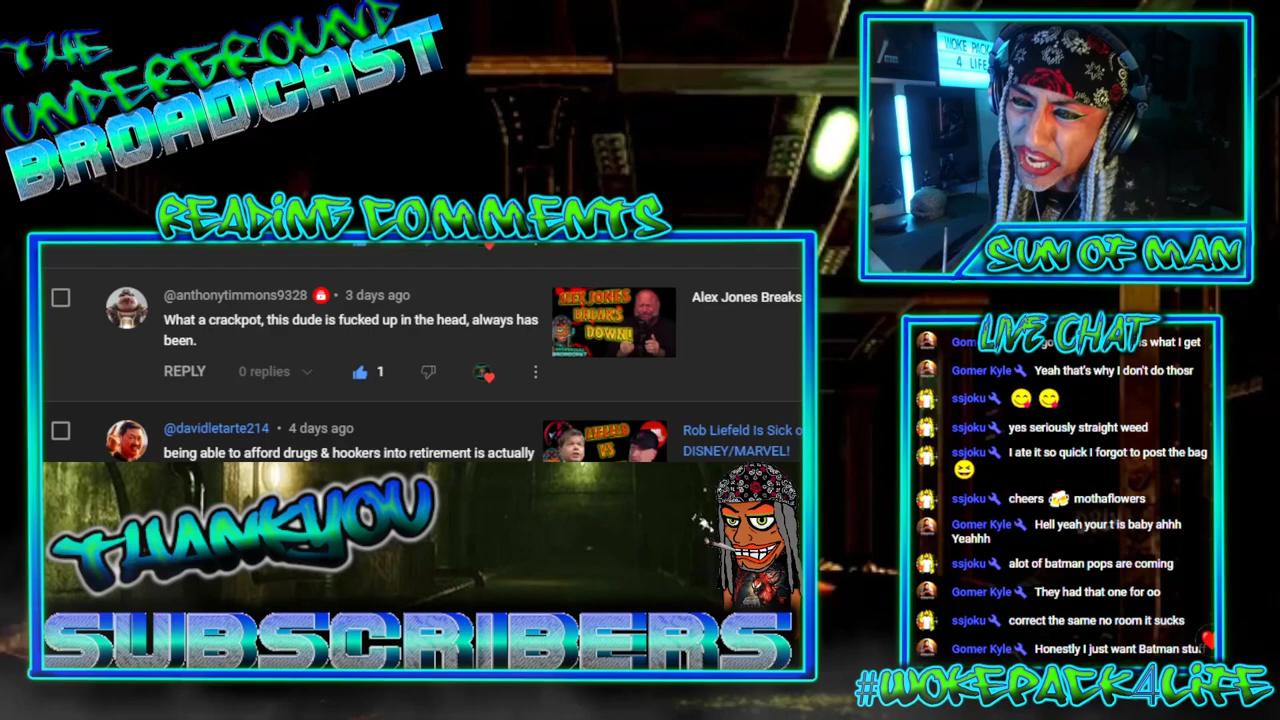 THE
UNDERGROUND
BROADCAST
WOKE PACK
4 LIFE
READING COMMENTS
SUN OF MAN
@anthonytimmons9328 • 3 days ago
What a crackpot, this dude is fucked up in the head, always has
been.
REPLY 0 replies 1
ALEX JONES
BREAKS
DOWN!
Alex Jones Breaks
@davidletarte214 • 4 days ago
being able to afford drugs & hookers into retirement is actually
LIEFELD
VS
Rob Liefeld Is Sick o
DISNEY/MARVEL!
THANKYOU
SUBSCRIBERS
LIVE CHAT
s what I get
Gomer Kyle Yeah that's why I don't do thosr
ssjoku 😋 😋
ssjoku yes seriously straight weed
ssjoku I ate it so quick I forgot to post the bag
😆
ssjoku cheers 🍻 mothaflowers
Gomer Kyle Hell yeah your t is baby ahhh
Yeahhh
ssjoku alot of batman pops are coming
Gomer Kyle They had that one for oo
ssjoku correct the same no room it sucks
Gomer Kyle Honestly I just want Batman stu
#WOKEPACK4LIFE